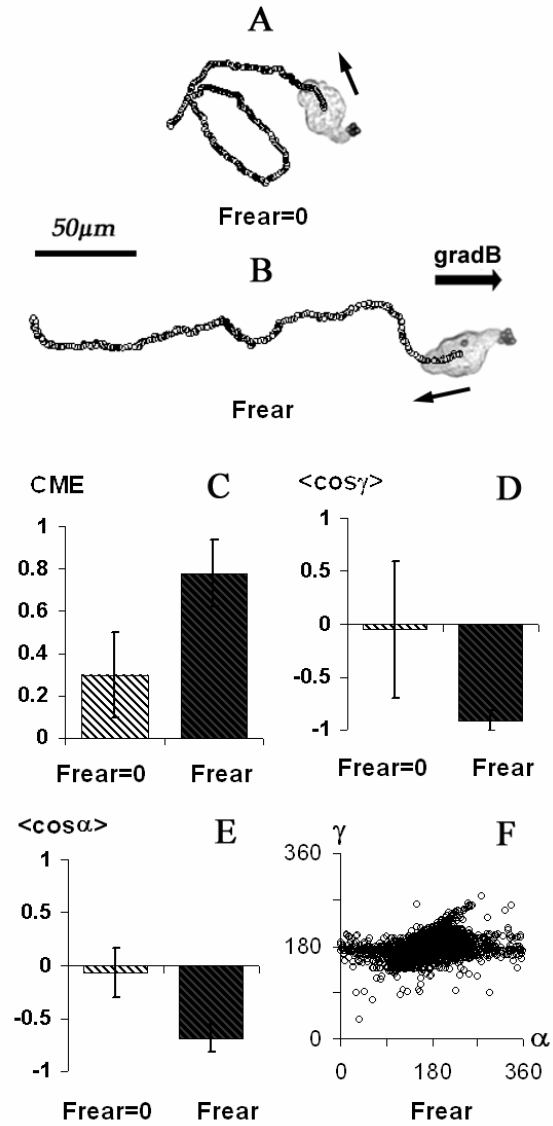 A
Frear=0
50µm
gradB
B
Frear
CME
C
1
0.8
0.6
0.4
0.2
0
Frear=0
Frear
<cosγ>
D
1
0.5
0
-0.5
-1
Frear=0
Frear
<cosα>
E
1
0.5
0
-0.5
-1
Frear=0
Frear
γ
F
360
180
0
α
0
180
360
Frear